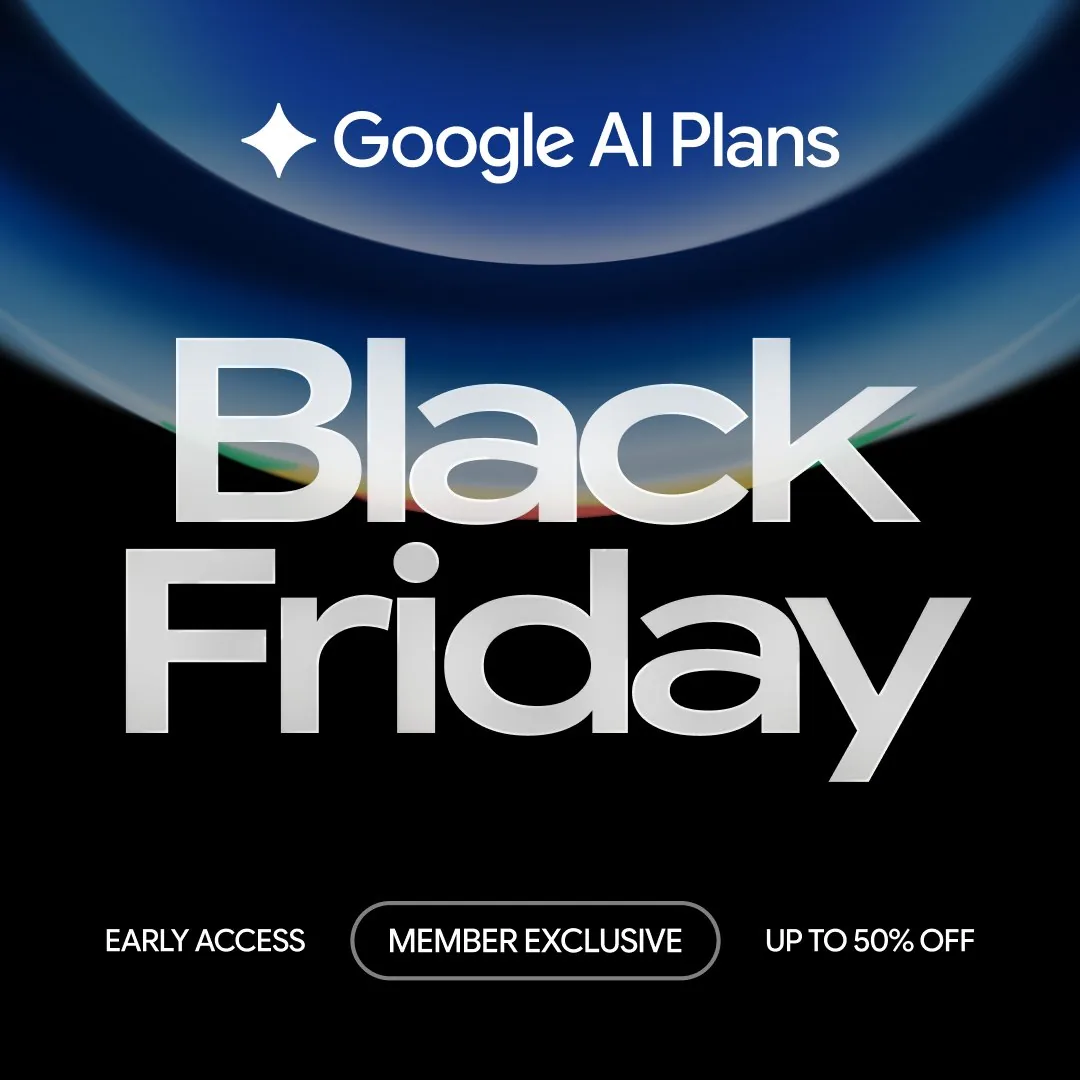 Google AI Plans
Black
Friday
EARLY ACCESS
MEMBER EXCLUSIVE
UP TO 50% OFF